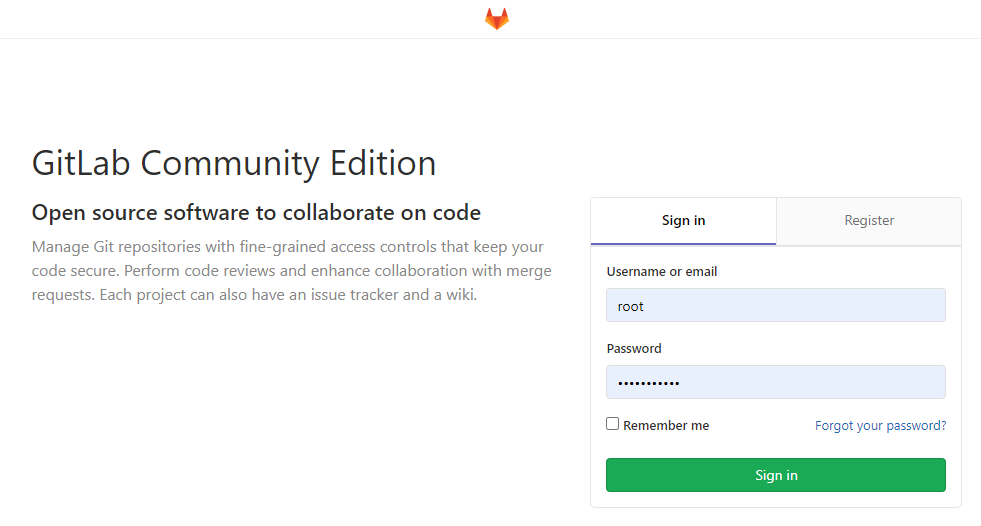 GitLab Community Edition
Open source software to collaborate on code
Manage Git repositories with fine-grained access controls that keep your
code secure. Perform code reviews and enhance collaboration with merge
requests. Each project can also have an issue tracker and a wiki.
Sign in
Register
Username or email
root
Password
•••••••••••
Remember me
Forgot your password?
Sign in